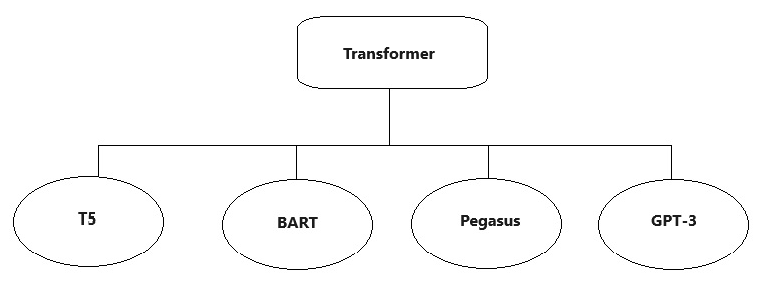 Transformer
T5
BART
Pegasus
GPT-3